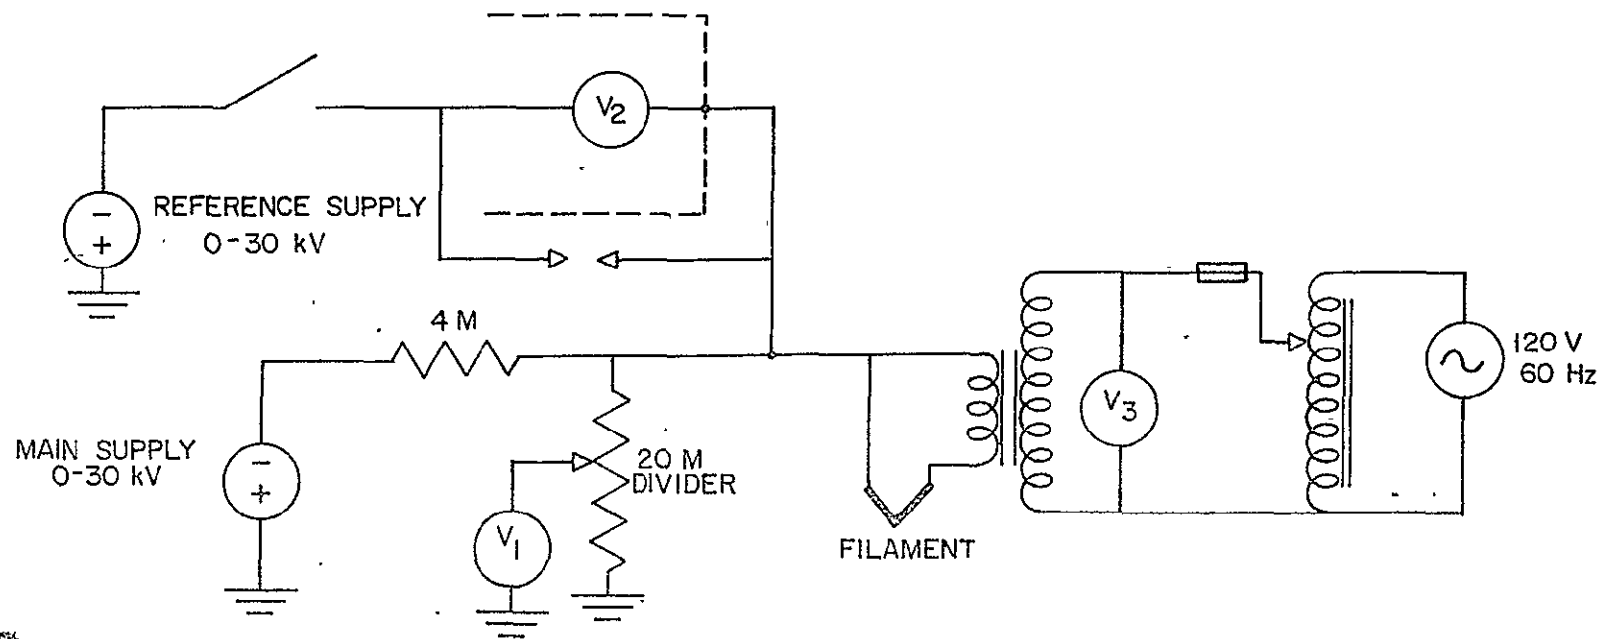 V2
−
+
REFERENCE SUPPLY
0-30 kV
4 M
MAIN SUPPLY
0-30 kV
−
+
V1
20 M
DIVIDER
FILAMENT
V3
120 V
60 Hz